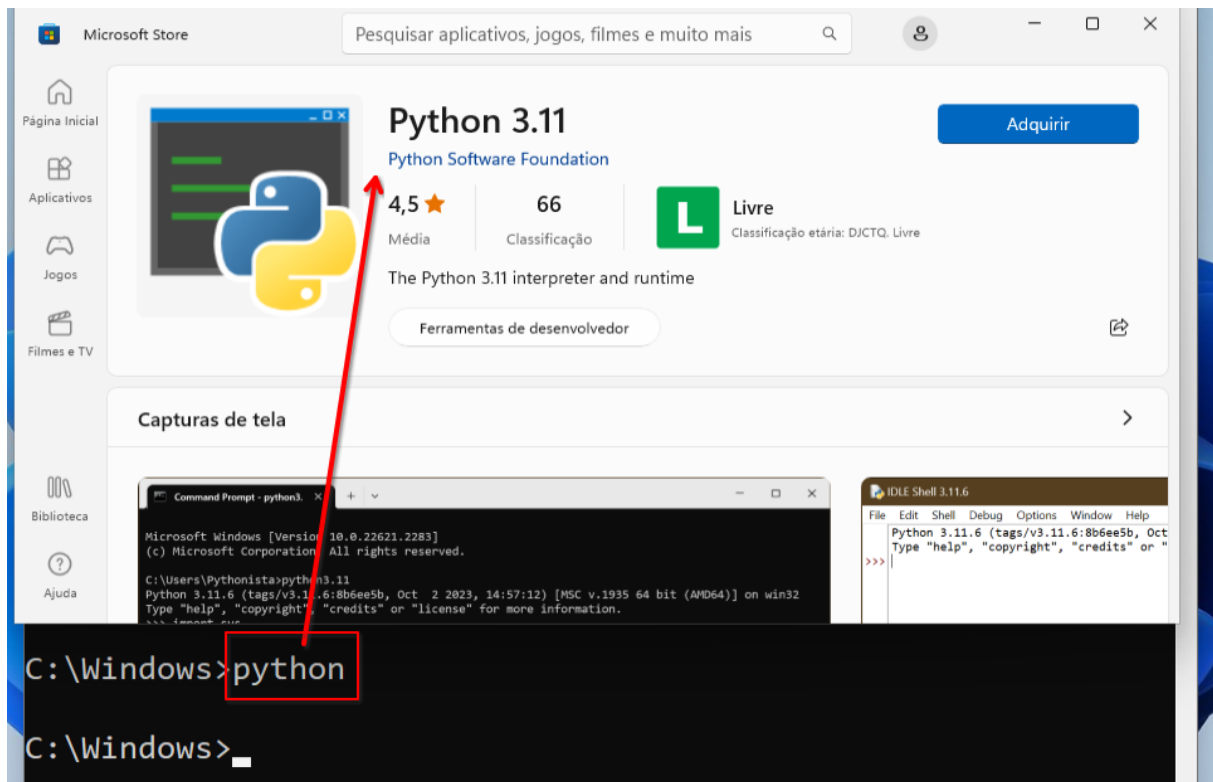 Microsoft Store
Pesquisar aplicativos, jogos, filmes e muito mais
Página Inicial
Aplicativos
Jogos
Filmes e TV
Biblioteca
Ajuda
Python 3.11
Adquirir
Python Software Foundation
4,5
66
L
Livre
Média
Classificação
Classificação etária: DJCTQ. Livre
The Python 3.11 interpreter and runtime
Ferramentas de desenvolvedor
Capturas de tela
Command Prompt - python3.
Microsoft Windows [Version 10.0.22621.2283]
(c) Microsoft Corporation All rights reserved.
C:\Users\Pythonista>python3.11
Python 3.11.6 (tags/v3.11.6:8b6ee5b, Oct 2 2023, 14:57:12) [MSC v.1935 64 bit (AMD64)] on win32
Type "help", "copyright", "credits" or "license" for more information.
>>> import sys
IDLE Shell 3.11.6
File Edit Shell Debug Options Window Help
Python 3.11.6 (tags/v3.11.6:8b6ee5b, Oct
Type "help", "copyright", "credits" or "
>>>
C:\Windows>python
C:\Windows>_